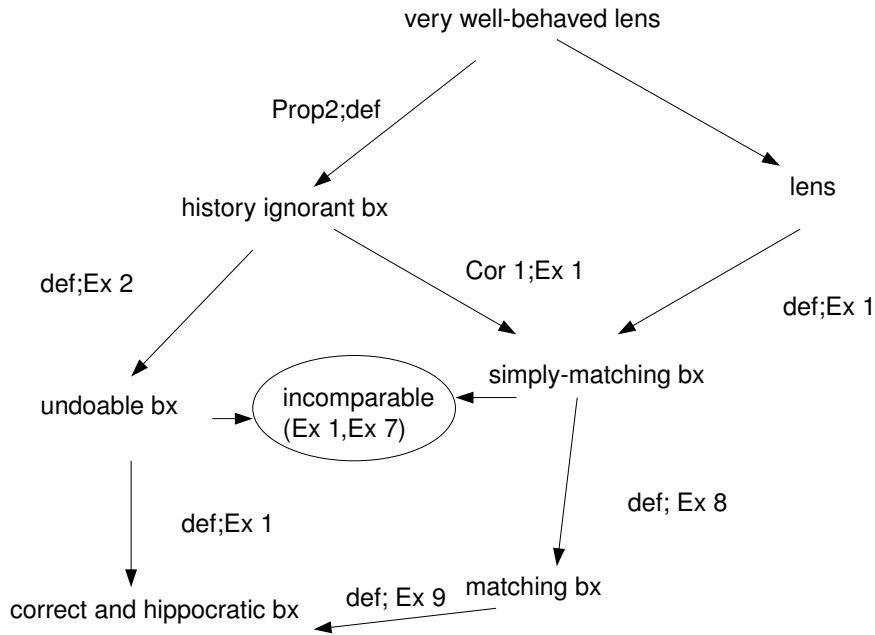 very well-behaved lens
Prop2;def
lens
history ignorant bx
Cor 1;Ex 1
def;Ex 2
def;Ex 1
simply-matching bx
incomparable
(Ex 1,Ex 7)
undoable bx
def; Ex 8
def;Ex 1
matching bx
def; Ex 9
correct and hippocratic bx